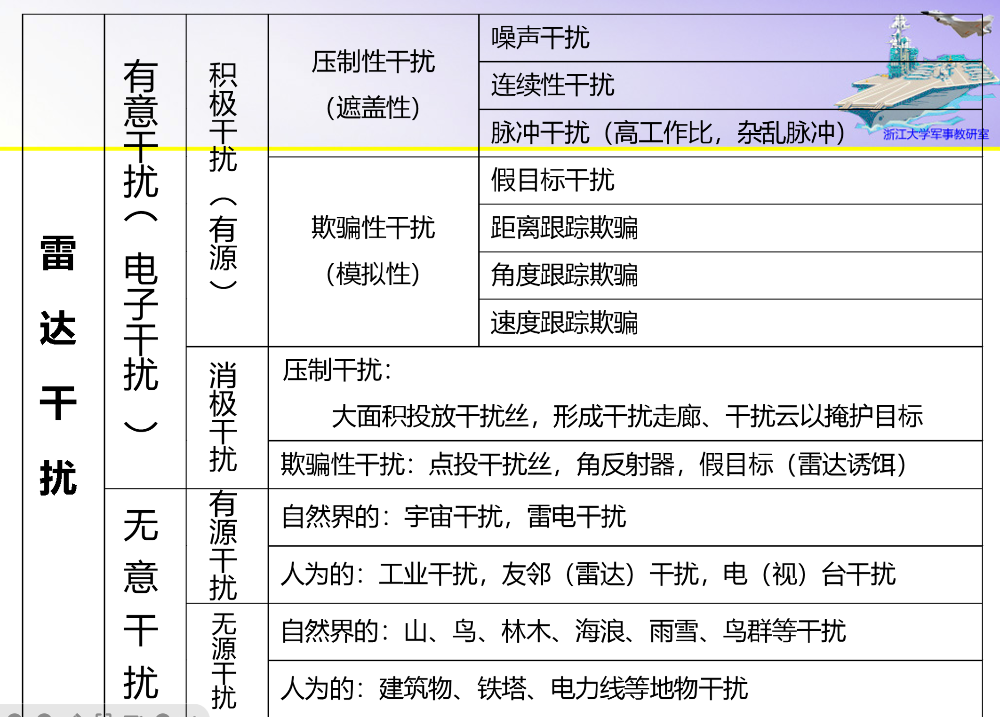 雷达干扰
有意干扰（电子干扰）
积极干扰（有源）
压制性干扰
（遮盖性）
噪声干扰
连续性干扰
脉冲干扰（高工作比，杂乱脉冲）
浙江大学军事教研室
欺骗性干扰
（模拟性）
假目标干扰
距离跟踪欺骗
角度跟踪欺骗
速度跟踪欺骗
消极干扰
压制干扰：
大面积投放干扰丝，形成干扰走廊、干扰云以掩护目标
欺骗性干扰：点投干扰丝，角反射器，假目标（雷达诱饵）
无意干扰
有源干扰
自然界的：宇宙干扰，雷电干扰
人为的：工业干扰，友邻（雷达）干扰，电（视）台干扰
无源干扰
自然界的：山、鸟、林木、海浪、雨雪、鸟群等干扰
人为的：建筑物、铁塔、电力线等地物干扰